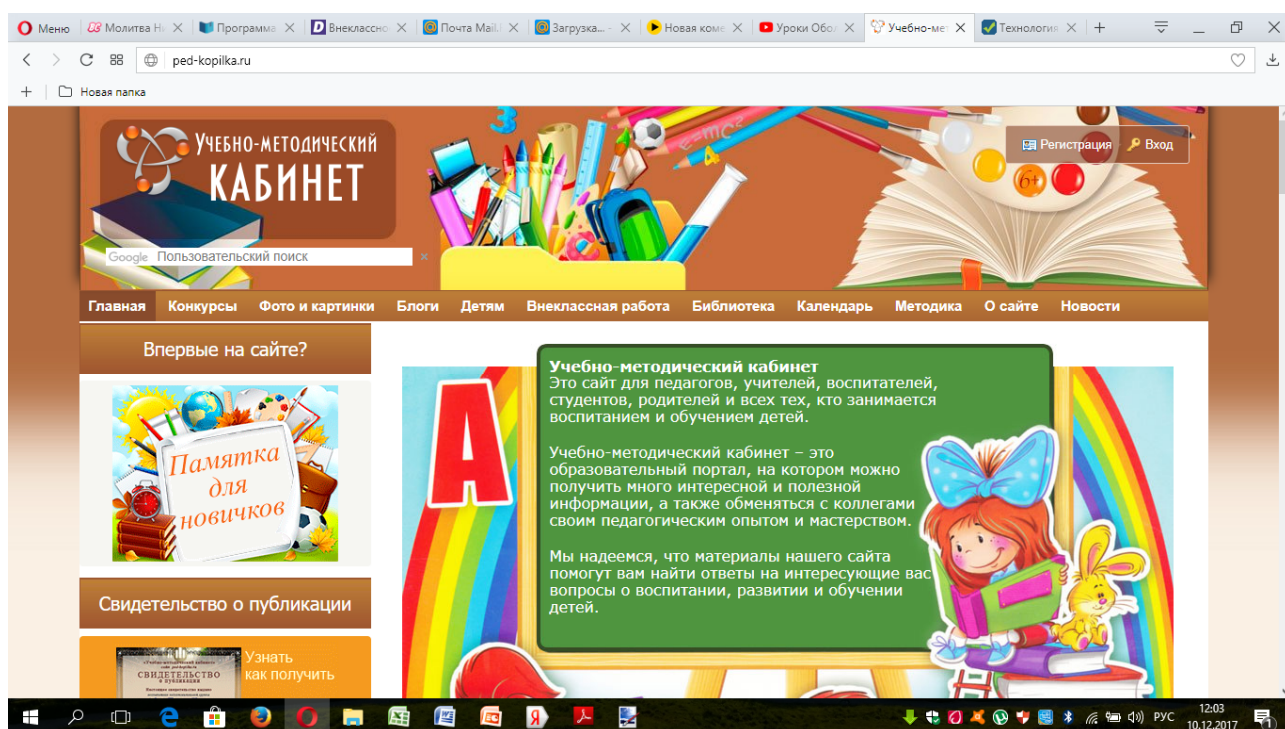 Меню
Молитва Н
Программа
Внеклассно
Почта Mail.
Загрузка... -
Новая коме
Уроки Обо
Учебно-мет
Технология
ped-kopilka.ru
Новая папка
Учебно-методический
КАБИНЕТ
3
e=mc²
6+
Регистрация Вход
Google Пользовательский поиск
Главная Конкурсы Фото и картинки Блоги Детям Внеклассная работа Библиотека Календарь Методика О сайте Новости
Впервые на сайте?
Памятка
для
новичков
Свидетельство о публикации
СВИДЕТЕЛЬСТВО
Узнать
как получить
А
Учебно-методический кабинет
Это сайт для педагогов, учителей, воспитателей,
студентов, родителей и всех тех, кто занимается
воспитанием и обучением детей.
Учебно-методический кабинет – это
образовательный портал, на котором можно
получить много интересной и полезной
информации, а также обменяться с коллегами
своим педагогическим опытом и мастерством.
Мы надеемся, что материалы нашего сайта
помогут вам найти ответы на интересующие вас
вопросы о воспитании, развитии и обучении
детей.
РУС
12:03
10.12.2017